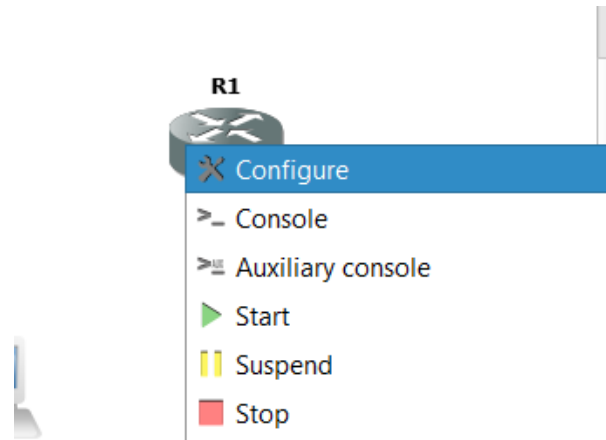 R1
Configure
Console
Auxiliary console
Start
Suspend
Stop